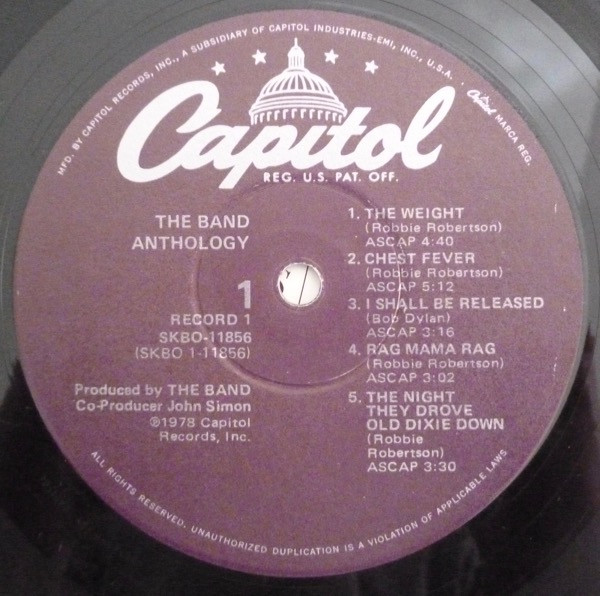 MFD. BY CAPITOL RECORDS, INC., A SUBSIDIARY OF CAPITOL INDUSTRIES-EMI, INC., U.S.A.
Capitol MARCA REG.
Capitol
REG. U.S. PAT. OFF.
THE BAND
ANTHOLOGY
1
RECORD 1
SKBO-11856
(SKBO 1-11856)
Produced by THE BAND
Co-Producer John Simon
℗1978 Capitol
Records, Inc.
1. THE WEIGHT
(Robbie Robertson)
ASCAP 4:40
2. CHEST FEVER
(Robbie Robertson)
ASCAP 5:12
3. I SHALL BE RELEASED
(Bob Dylan)
ASCAP 3:16
4. RAG MAMA RAG
(Robbie Robertson)
ASCAP 3:02
5. THE NIGHT
THEY DROVE
OLD DIXIE DOWN
(Robbie
Robertson)
ASCAP 3:30
ALL RIGHTS RESERVED. UNAUTHORIZED DUPLICATION IS A VIOLATION OF APPLICABLE LAWS